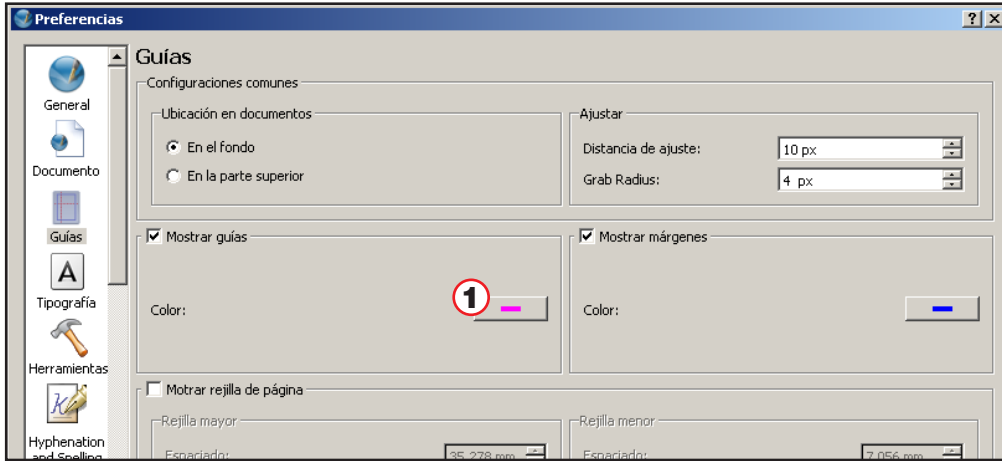 Preferencias
Guías
Configuraciones comunes
Ubicación en documentos
En el fondo
En la parte superior
Ajustar
Distancia de ajuste:
10 px
Grab Radius:
4 px
General
Documento
Guías
Tipografía
Herramientas
Hyphenation
and Spelling
Mostrar guías
Color:
1
Mostrar márgenes
Color:
Motrar rejilla de página
Rejilla mayor
Espaciado:
35,278 mm
Rejilla menor
Espaciado:
7,056 mm